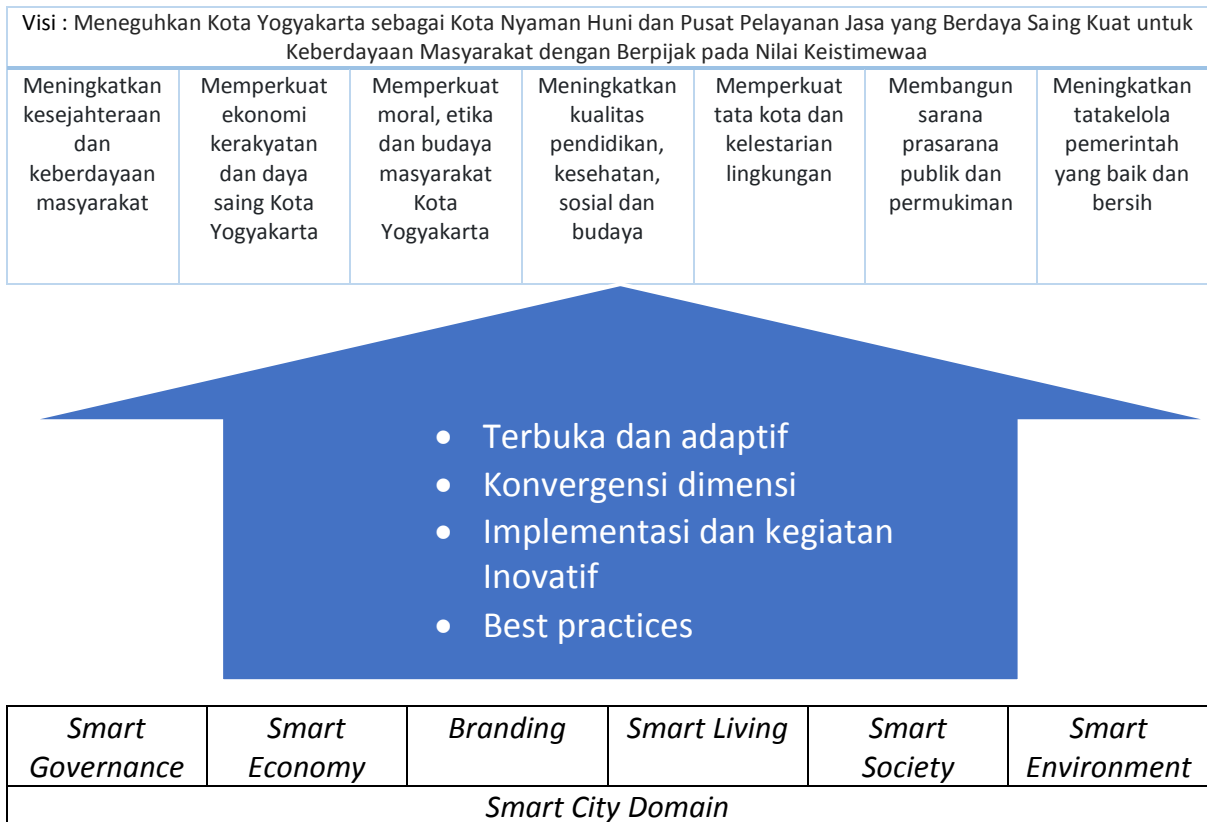 Visi : Meneguhkan Kota Yogyakarta sebagai Kota Nyaman Huni dan Pusat Pelayanan Jasa yang Berdaya Saing Kuat untuk
Keberdayaan Masyarakat dengan Berpijak pada Nilai Keistimewaa
Meningkatkan
kesejahteraan
dan
keberdayaan
masyarakat
Memperkuat
ekonomi
kerakyatan
dan daya
saing Kota
Yogyakarta
Memperkuat
moral, etika
dan budaya
masyarakat
Kota
Yogyakarta
Meningkatkan
kualitas
pendidikan,
kesehatan,
sosial dan
budaya
Memperkuat
tata kota dan
kelestarian
lingkungan
Membangun
sarana
prasarana
publik dan
permukiman
Meningkatkan
tatakelola
pemerintah
yang baik dan
bersih
• Terbuka dan adaptif
• Konvergensi dimensi
• Implementasi dan kegiatan
Inovatif
• Best practices
Smart
Governance
Smart
Economy
Branding
Smart Living
Smart
Society
Smart
Environment
Smart City Domain